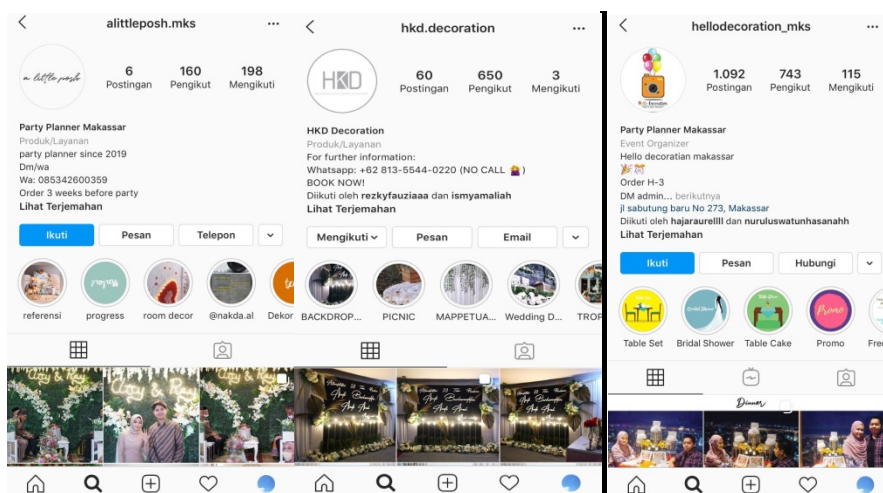 alittleposh.mks
a little posh
6
160
198
Postingan
Pengikut
Mengikuti
Party Planner Makassar
Produk/Layanan
party planner since 2019
Dm/wa
Wa: 085342600359
Order 3 weeks before party
Lihat Terjemahan
Ikuti
Pesan
Telepon
referensi
progress
room decor
@nakda.al
Dekor
hkd.decoration
HKD
60
650
3
Postingan
Pengikut
Mengikuti
HKD Decoration
Produk/Layanan
For further information:
Whatsapp: +62 813-5544-0220 (NO CALL 🙅)
BOOK NOW!
Diikuti oleh rezkyfauziaaa dan ismyamaliah
Lihat Terjemahan
Mengikuti
Pesan
Email
BACKDROP...
PICNIC
MAPPETUA...
Wedding D...
TROP
hellodecoration_mks
1.092
743
115
Postingan
Pengikut
Mengikuti
Party Planner Makassar
Event Organizer
Hello decoratian makassar
🎉🎊
Order H-3
DM admin... berikutnya
jl sabutung baru No 273, Makassar
Diikuti oleh hajaraurellll dan nuruluswatunhasanahh
Lihat Terjemahan
Ikuti
Pesan
Hubungi
Table Set
Bridal Shower
Table Cake
Promo
Promo
Free
Dinner